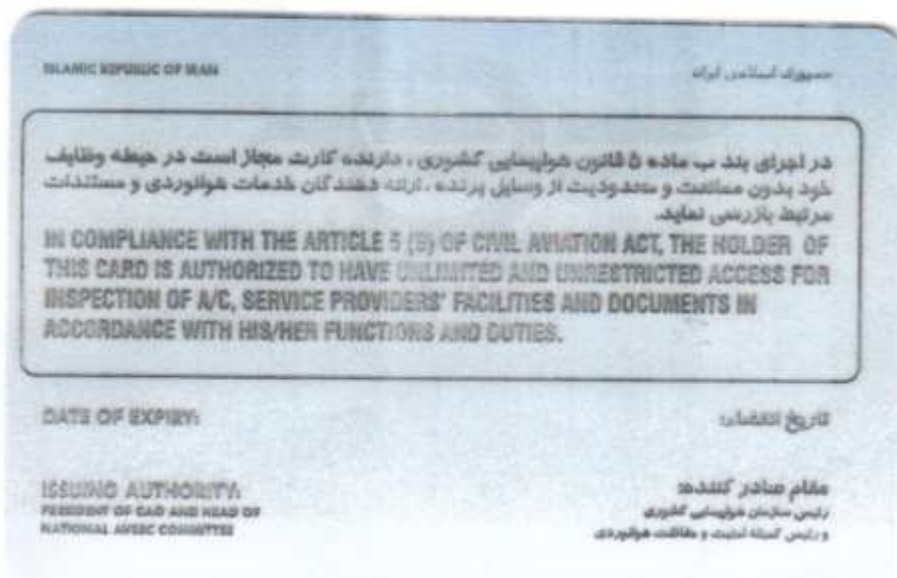 ISLAMIC REPUBLIC OF IRAN
جمهوری اسلامی ایران
در اجرای بند ب ماده ۵ قانون هواپیمایی کشوری ، دارنده کارت مجاز است در حیطه وظایف
خود بدون ممانعت و محدودیت از وسایل پرنده ، ارائه دهندگان خدمات هوانوردی و مستندات
مرتبط بازرسی نماید.
IN COMPLIANCE WITH THE ARTICLE 5 (B) OF CIVIL AVIATION ACT, THE HOLDER OF
THIS CARD IS AUTHORIZED TO HAVE UNLIMITED AND UNRESTRICTED ACCESS FOR
INSPECTION OF A/C, SERVICE PROVIDERS' FACILITIES AND DOCUMENTS IN
ACCORDANCE WITH HIS/HER FUNCTIONS AND DUTIES.
DATE OF EXPIRY:
تاریخ انقضاء:
ISSUING AUTHORITY:
PRESIDENT OF CAO AND HEAD OF
NATIONAL AVSEC COMMITTEE
مقام صادر کننده:
رئیس سازمان هواپیمایی کشوری
و رئیس کمیته امنیت و حفاظت هوانوردی